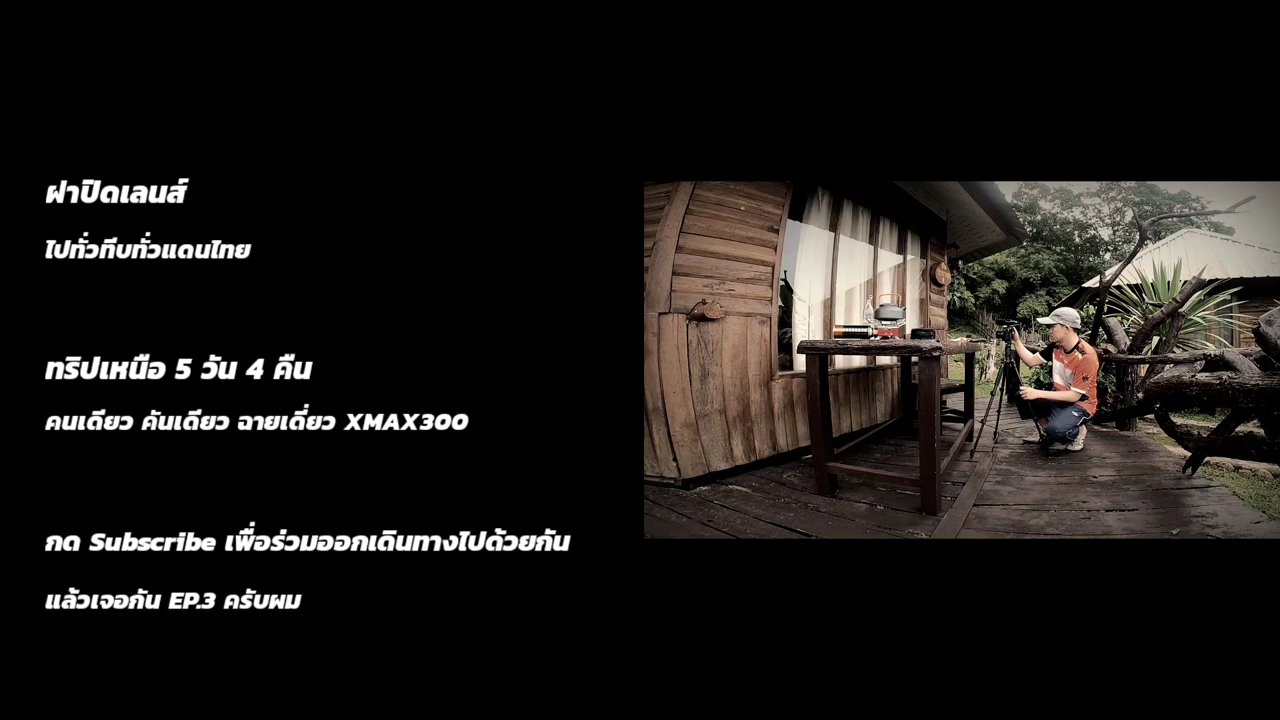 ฝาปิดเลนส์
ไปทั่วทีบทั่วแดนไทย
ทริปเหนือ 5 วัน 4 คืน
คนเดียว คันเดียว ฉายเดี่ยว XMAX300
กด Subscribe เพื่อร่วมออกเดินทางไปด้วยกัน
แล้วเจอกัน EP.3 ครับผม